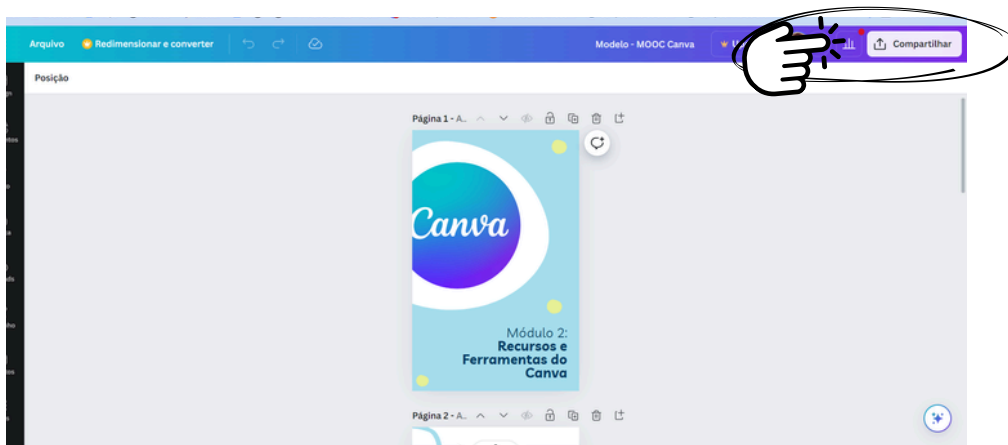 Arquivo Redimensionar e converter Modelo - MOOC Canva Compartilhar
Posição
Página 1 - A...
Canva
Módulo 2:
Recursos e
Ferramentas do
Canva
Página 2 - A...